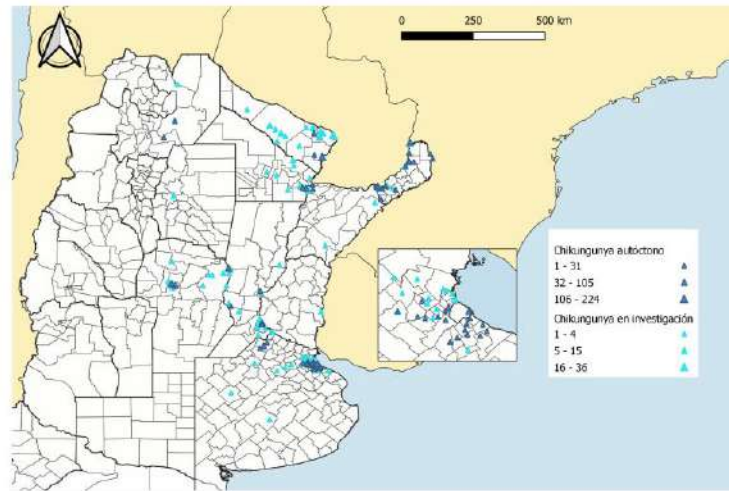 0 250 500 km
Chikungunya autóctono
1 - 31
32 - 105
106 - 224
Chikungunya en investigación
1 - 4
5 - 15
16 - 36